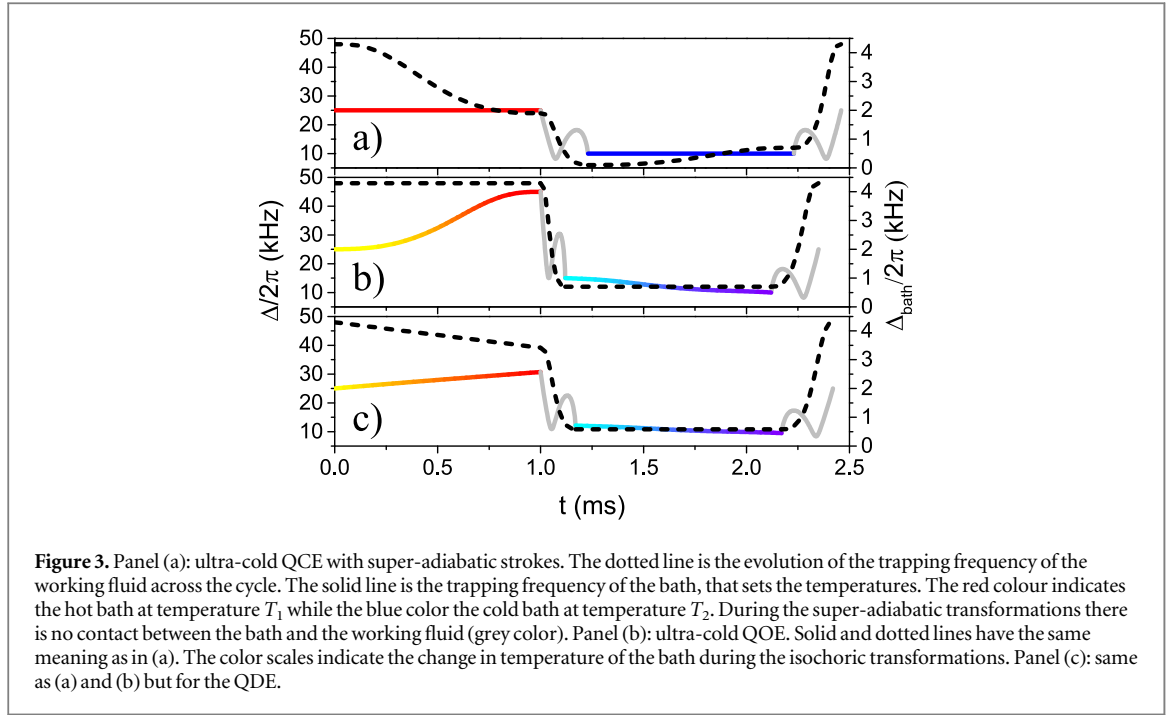 50
40
30
20
10
a)
4
3
2
1
0
50
40
30
20
10
b)
4
3
2
1
0
50
40
30
20
10
c)
4
3
2
1
0
Δ/2π (kHz)
Δbath/2π (kHz)
0.0 0.5 1.0 1.5 2.0 2.5
t (ms)
Figure 3. Panel (a): ultra-cold QCE with super-adiabatic strokes. The dotted line is the evolution of the trapping frequency of the
working fluid across the cycle. The solid line is the trapping frequency of the bath, that sets the temperatures. The red colour indicates
the hot bath at temperature T1 while the blue color the cold bath at temperature T2. During the super-adiabatic transformations there
is no contact between the bath and the working fluid (grey color). Panel (b): ultra-cold QOE. Solid and dotted lines have the same
meaning as in (a). The color scales indicate the change in temperature of the bath during the isochoric transformations. Panel (c): same
as (a) and (b) but for the QDE.